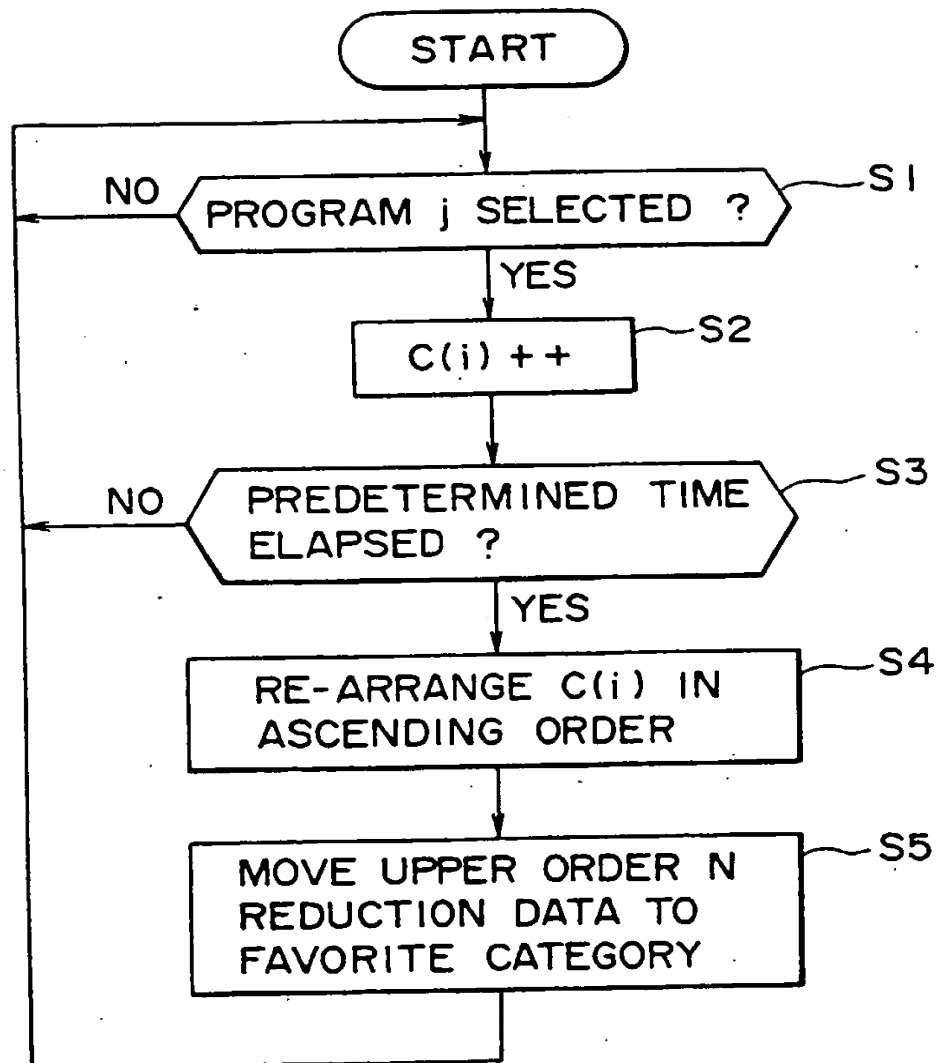 START
NO
PROGRAM j SELECTED ?
S1
YES
C(i) ++
S2
NO
PREDETERMINED TIME
ELAPSED ?
S3
YES
RE-ARRANGE C(i) IN
ASCENDING ORDER
S4
MOVE UPPER ORDER N
REDUCTION DATA TO
FAVORITE CATEGORY
S5